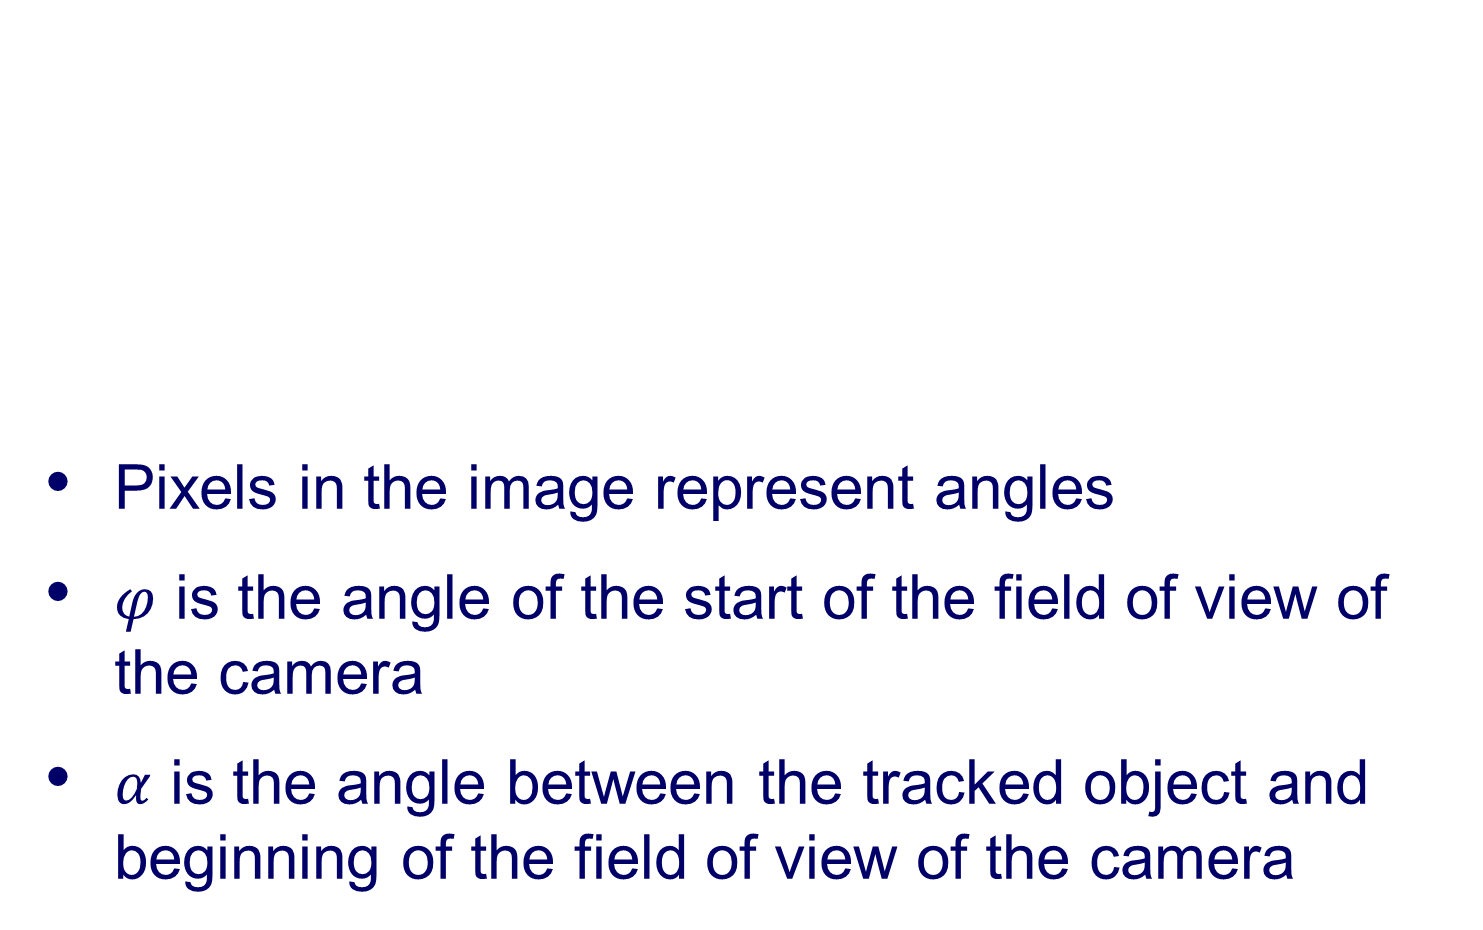 • Pixels in the image represent angles
• φ is the angle of the start of the field of view of
the camera
• α is the angle between the tracked object and
beginning of the field of view of the camera